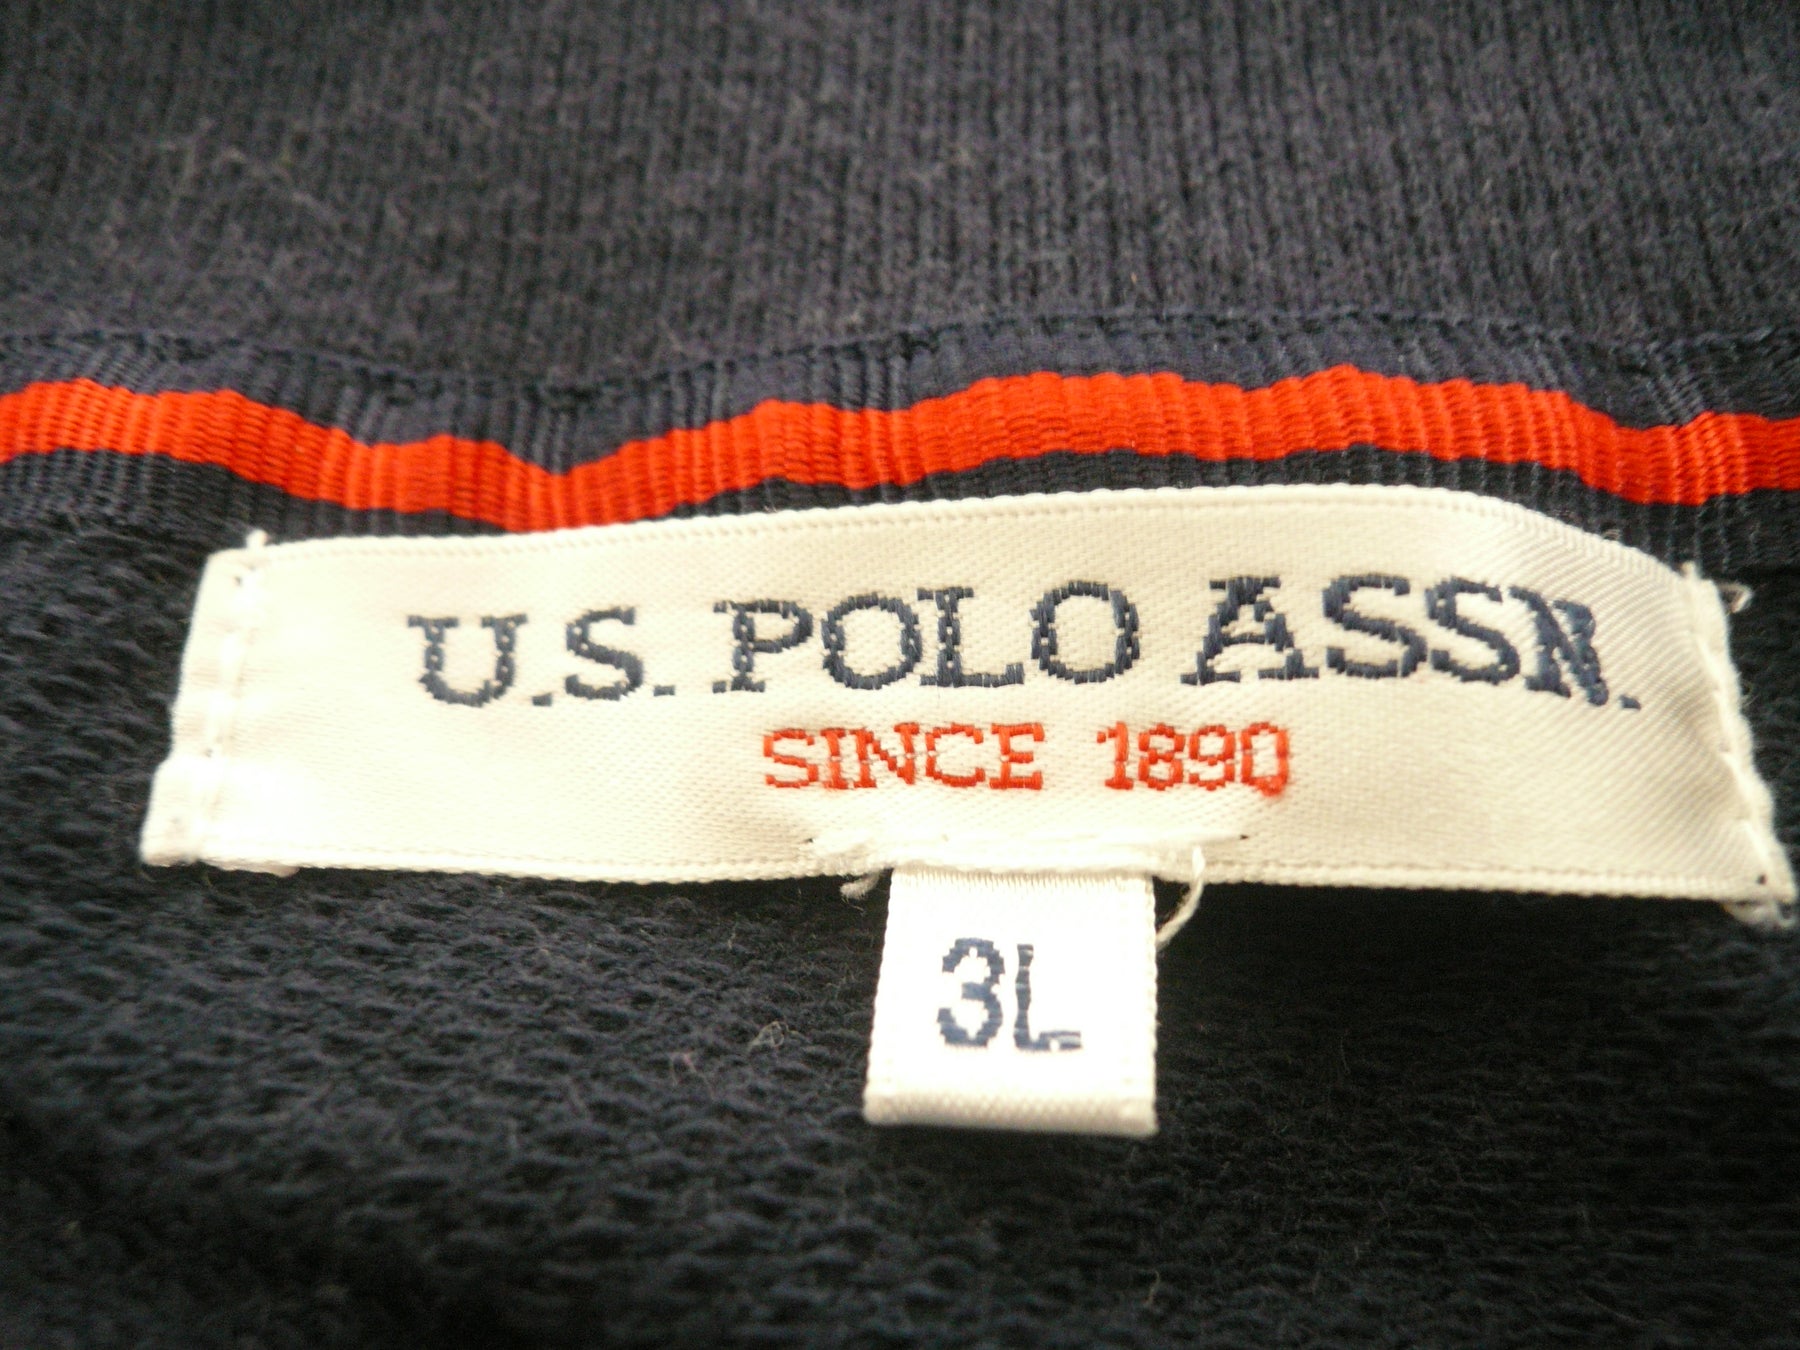 U.S. POLO ASSN.
SINCE 1890
3L